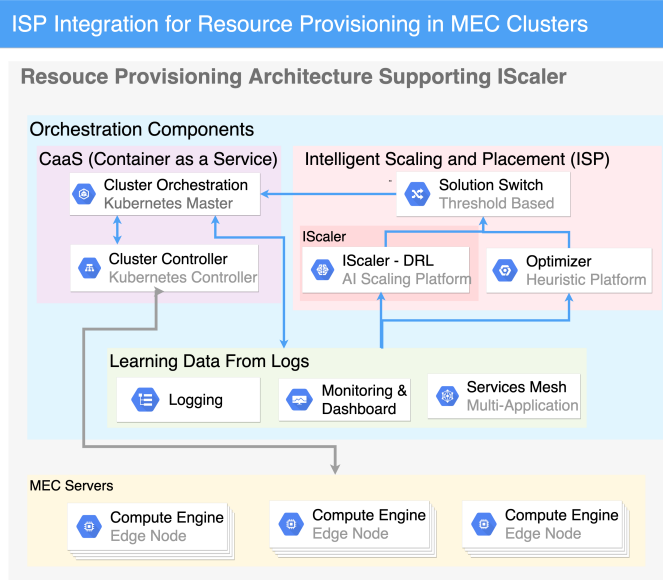 ISP Integration for Resource Provisioning in MEC Clusters
Resouce Provisioning Architecture Supporting IScaler
Orchestration Components
CaaS (Container as a Service)
Cluster Orchestration
Kubernetes Master
Cluster Controller
Kubernetes Controller
Intelligent Scaling and Placement (ISP)
Solution Switch
Threshold Based
IScaler
IScaler - DRL
AI Scaling Platform
Optimizer
Heuristic Platform
Learning Data From Logs
Logging
Monitoring &
Dashboard
Services Mesh
Multi-Application
MEC Servers
Compute Engine
Edge Node
Compute Engine
Edge Node
Compute Engine
Edge Node